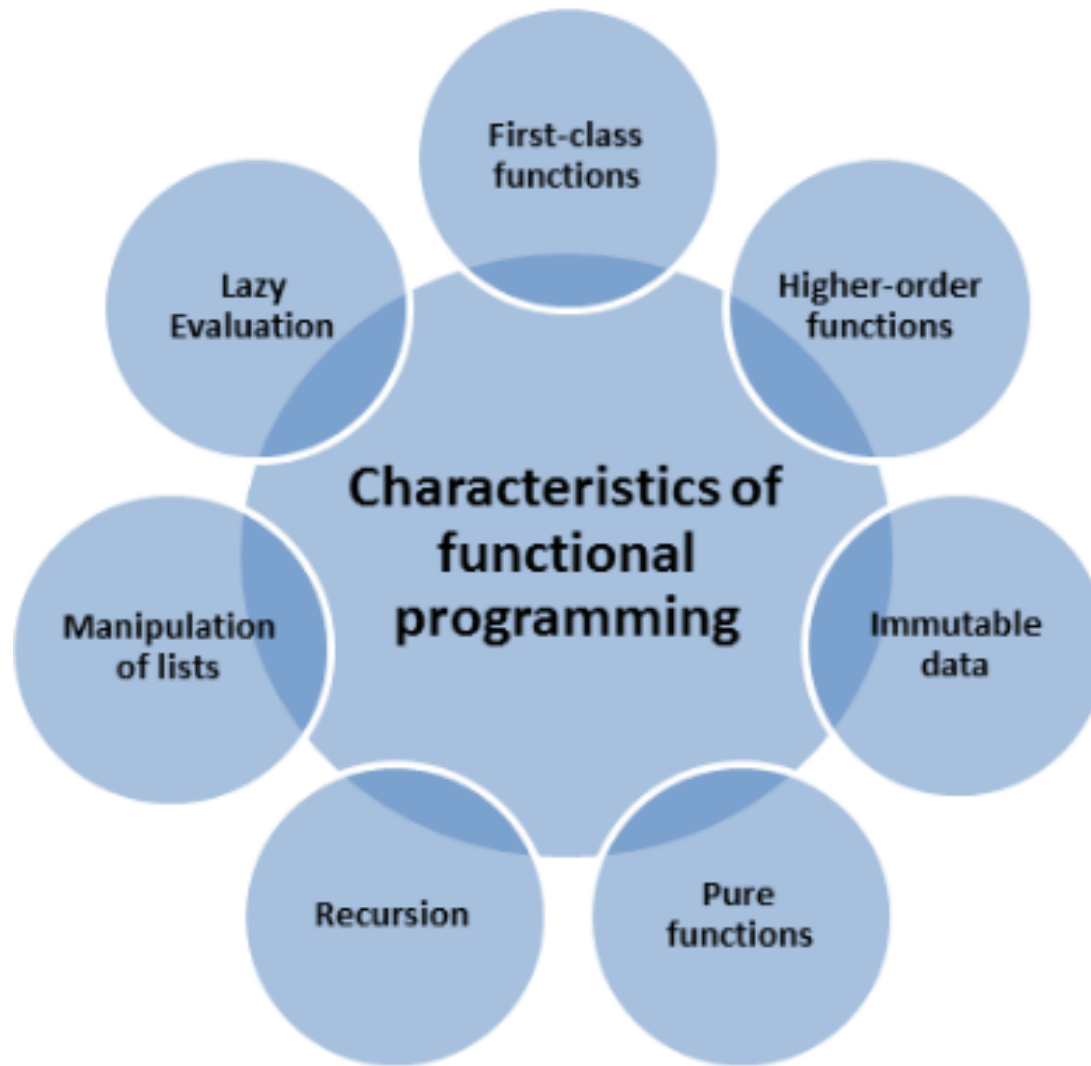 First-class
functions
Higher-order
functions
Lazy
Evaluation
Characteristics of
functional
programming
Immutable
data
Manipulation
of lists
Pure
functions
Recursion